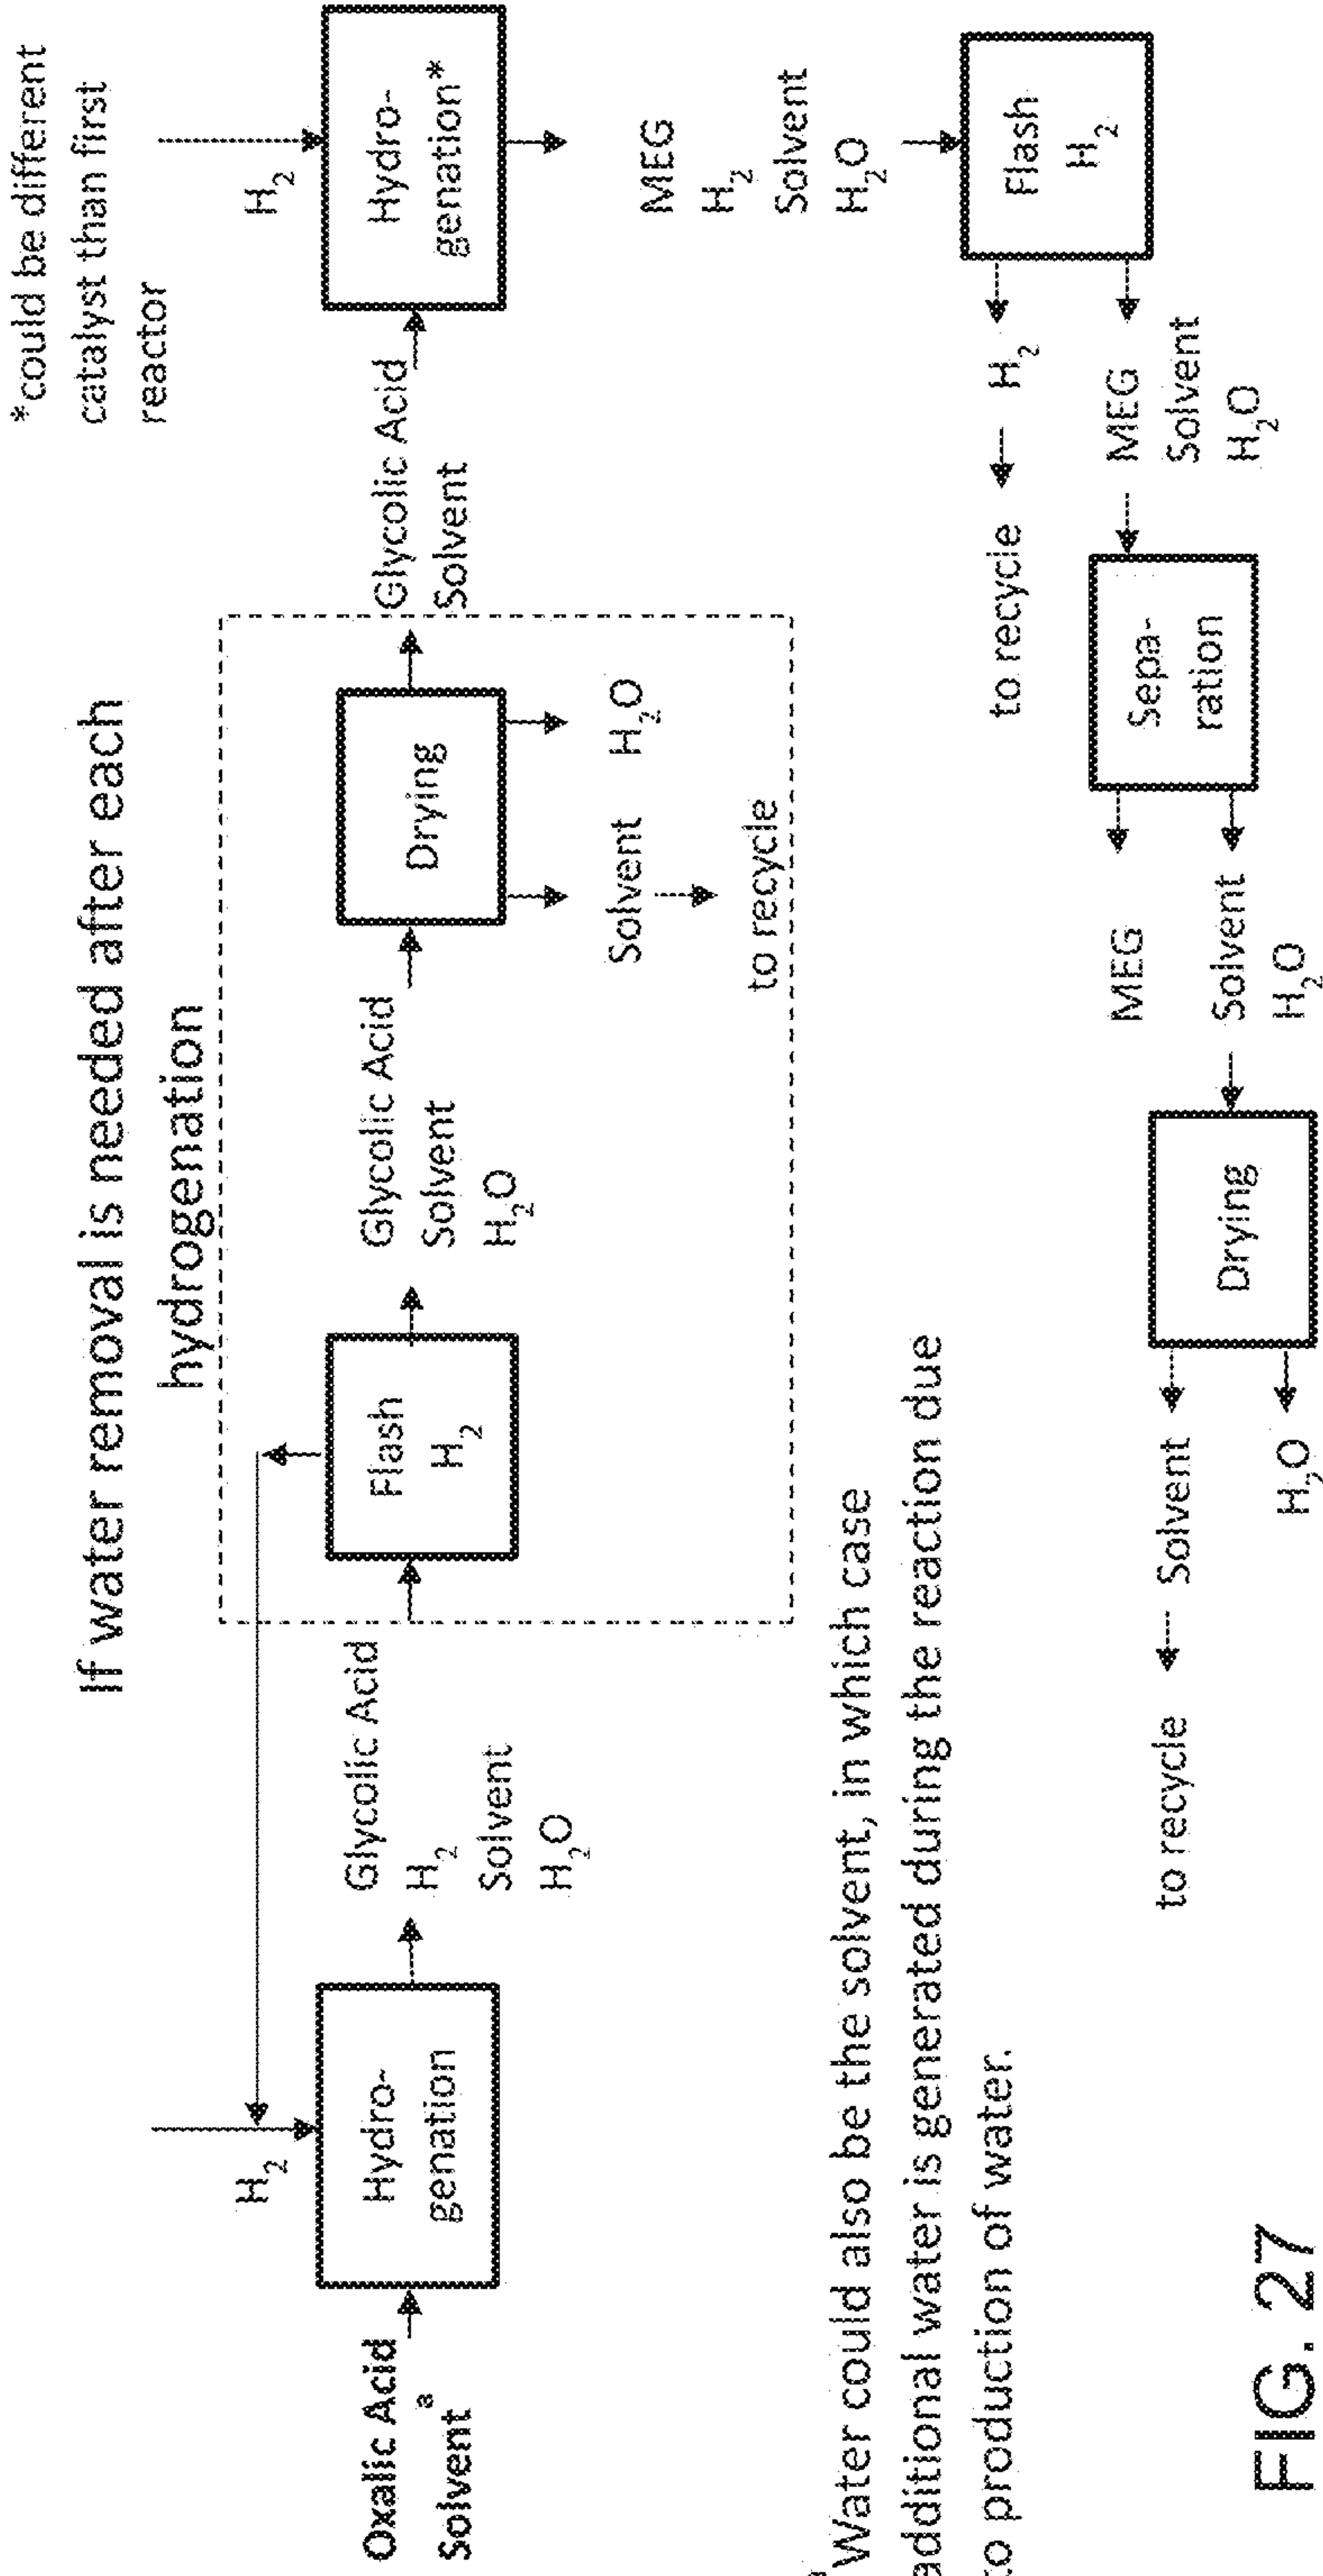 If water removal is needed after each
hydrogenation
*could be different
catalyst than first
reactor
H₂
H₂
Oxalic Acid
Solvent ᵃ
Hydro-
genation
Glycolic Acid
H₂
Solvent
H₂O
Flash
H₂
Glycolic Acid
Solvent
H₂O
Drying
Solvent
H₂O
to recycle
Glycolic Acid
Solvent
Hydro-
genation*
MEG
H₂
Solvent
H₂O
Flash
H₂
H₂
to recycle
MEG
Solvent
H₂O
Sepa-
ration
MEG
Solvent
H₂O
Drying
Solvent
to recycle
H₂O
Water could also be the solvent, in which case
additional water is generated during the reaction due
to production of water.
FIG. 27